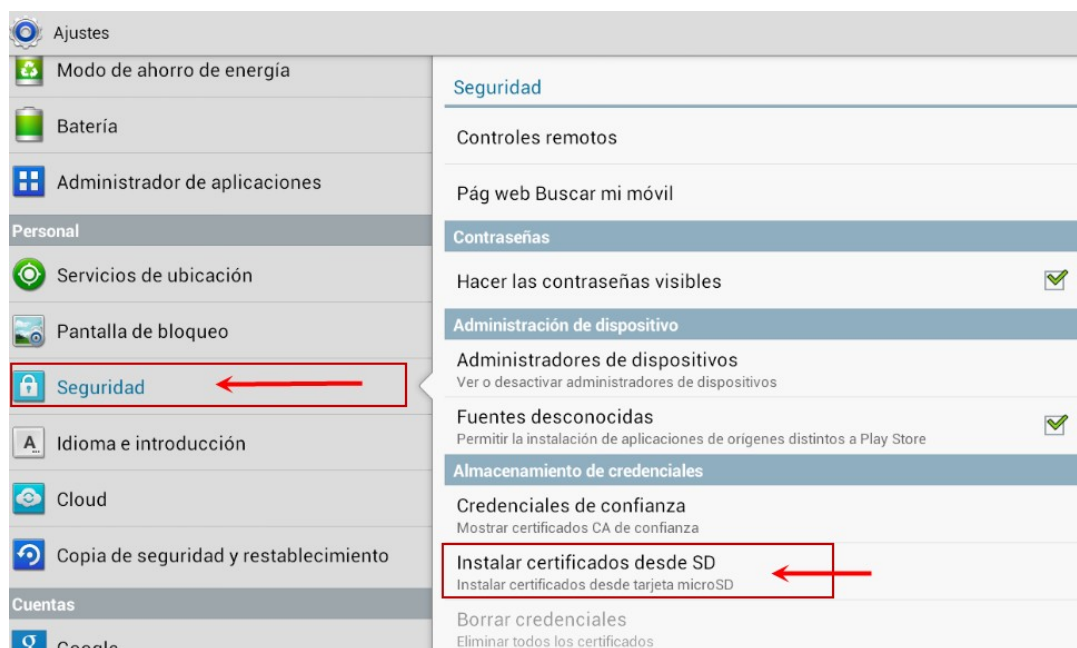 Ajustes
Modo de ahorro de energía
Batería
Administrador de aplicaciones
Personal
Servicios de ubicación
Pantalla de bloqueo
Seguridad
Idioma e introducción
Cloud
Copia de seguridad y restablecimiento
Cuentas
Google
Seguridad
Controles remotos
Pág web Buscar mi móvil
Contraseñas
Hacer las contraseñas visibles
Administración de dispositivo
Administradores de dispositivos
Ver o desactivar administradores de dispositivos
Fuentes desconocidas
Permitir la instalación de aplicaciones de orígenes distintos a Play Store
Almacenamiento de credenciales
Credenciales de confianza
Mostrar certificados CA de confianza
Instalar certificados desde SD
Instalar certificados desde tarjeta microSD
Borrar credenciales
Eliminar todos los certificados